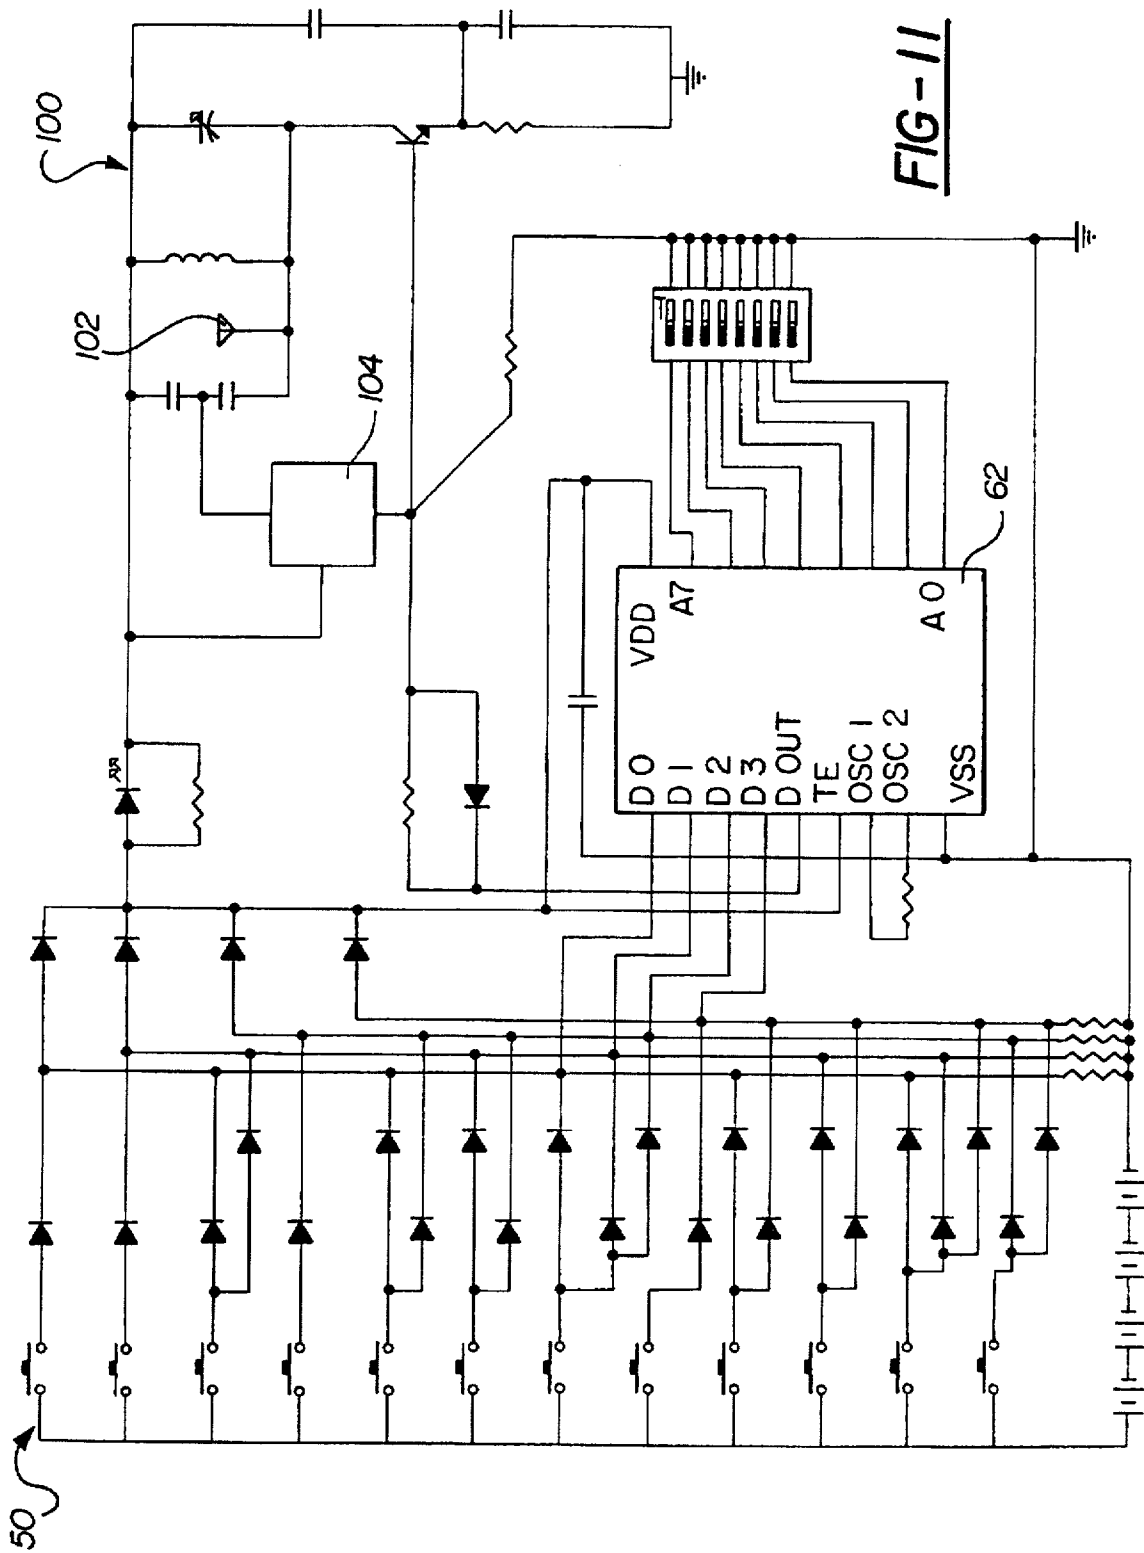 100
102
104
FIG-11
62
50
VDD
A7
A0
D0
D1
D2
D3
D OUT
TE
OSC 1
OSC 2
VSS